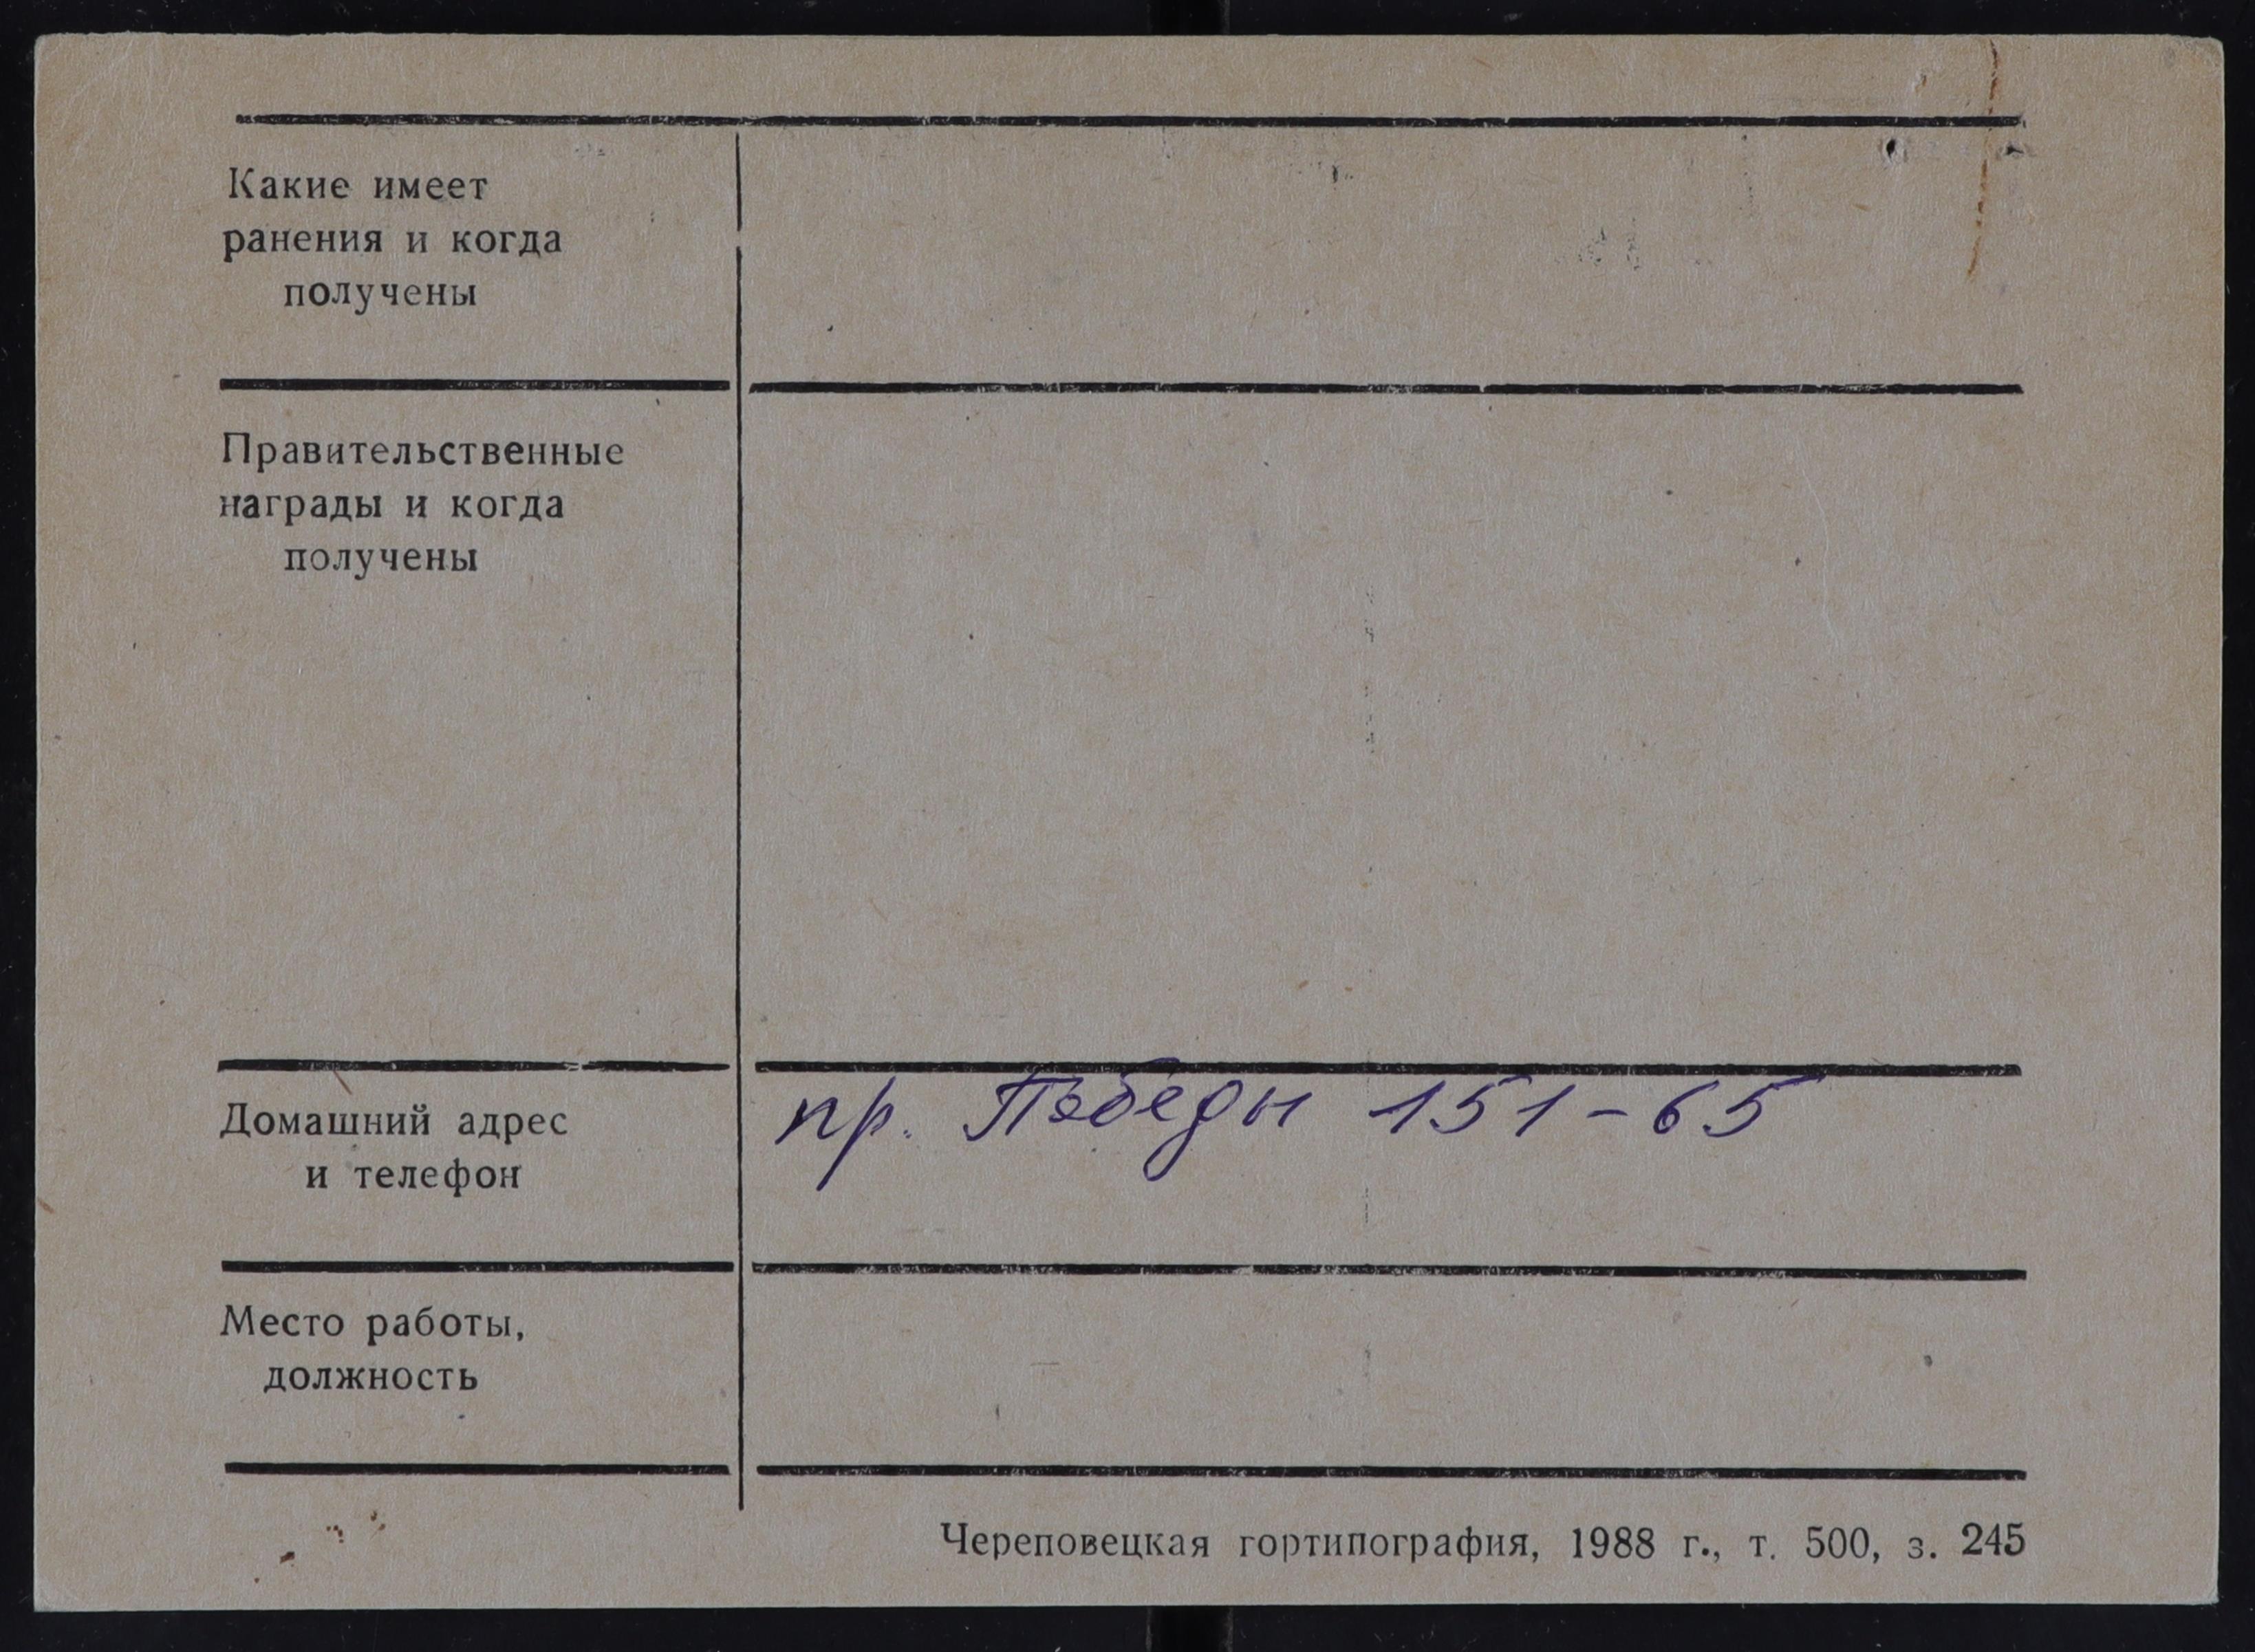 Какие имеет
ранения и когда
получены
Правительственные
награды и когда
получены
Домашний адрес
и телефон
пр. Победы 151-65
Место работы,
должность
Череповецкая гортипография, 1988 г., т. 500, з. 245